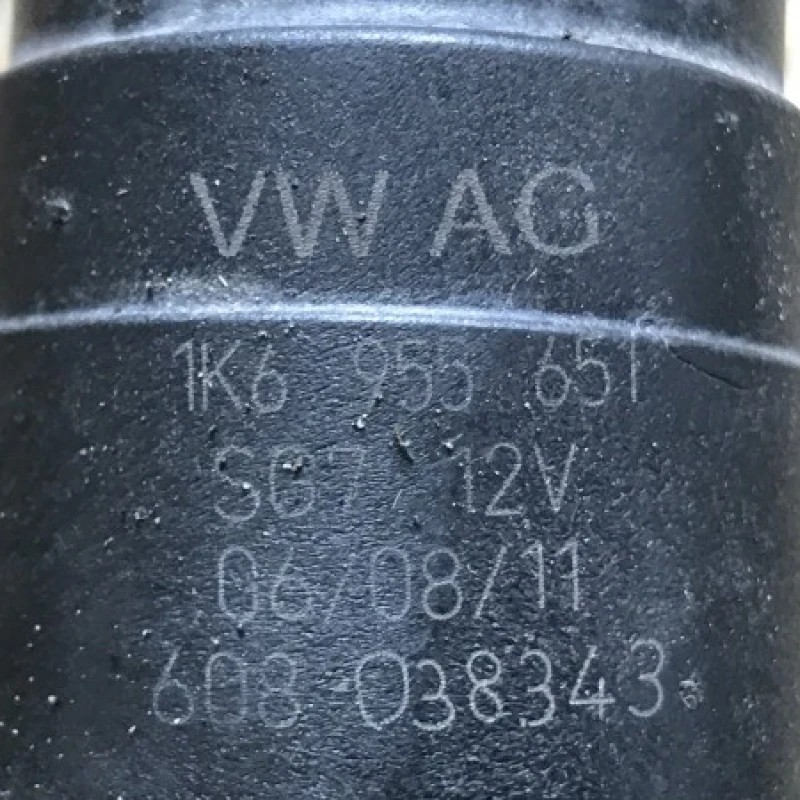 VW AG
1K6 955 651
SG7 12V
06/08/11
608 038343